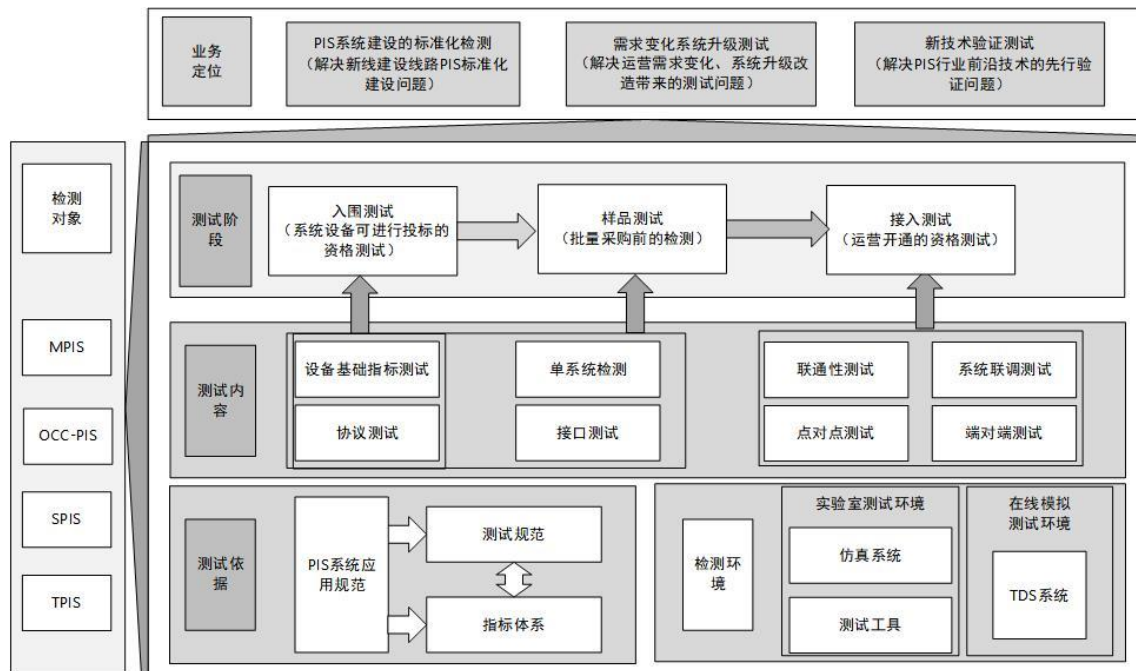 业务
定位
PIS系统建设的标准化检测
（解决新线建设线路PIS标准化
建设问题）
需求变化系统升级测试
（解决运营需求变化、系统升级改
造带来的测试问题）
新技术验证测试
（解决PIS行业前沿技术的先行验
证问题）
检测
对象
MPIS
OCC-PIS
SPIS
TPIS
测试阶
段
入围测试
（系统设备可进行投标的
资格测试）
样品测试
（批量采购前的检测）
接入测试
（运营开通的资格测试）
测试内
容
设备基础指标测试
协议测试
单系统检测
接口测试
联通性测试
系统联调测试
点对点测试
端对端测试
测试依
据
PIS系统应
用规范
测试规范
指标体系
检测环
境
实验室测试环境
仿真系统
测试工具
在线模拟
测试环境
TDS系统